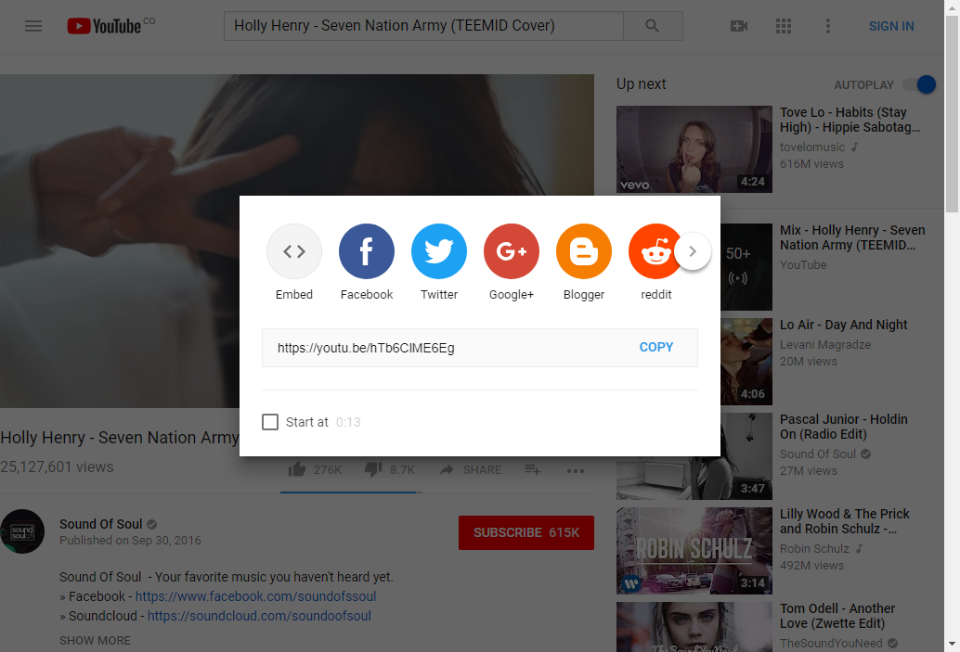 YouTube CO
Holly Henry - Seven Nation Army (TEEMID Cover)
SIGN IN
Up next
AUTOPLAY
Tove Lo - Habits (Stay
High) - Hippie Sabotag...
tovelomusic
616M views
vevo
4:24
Mix - Holly Henry - Seven
Nation Army (TEEMID...
YouTube
50+
Embed
Facebook
Twitter
Google+
Blogger
reddit
https://youtu.be/hTb6ClME6Eg
COPY
Start at 0:13
Lo Air - Day And Night
Levani Magradze
20M views
4:06
Pascal Junior - Holdin
On (Radio Edit)
Sound Of Soul
27M views
3:47
Holly Henry - Seven Nation Army
25,127,601 views
276K
8.7K
SHARE
Lilly Wood & The Prick
and Robin Schulz -...
Robin Schulz
492M views
ROBIN SCHULZ
3:14
sound
soul
Sound Of Soul
Published on Sep 30, 2016
SUBSCRIBE 615K
Sound Of Soul - Your favorite music you haven't heard yet.
» Facebook - https://www.facebook.com/soundofssoul
» Soundcloud - https://soundcloud.com/soundoofsoul
SHOW MORE
Tom Odell - Another
Love (Zwette Edit)
TheSoundYouNeed